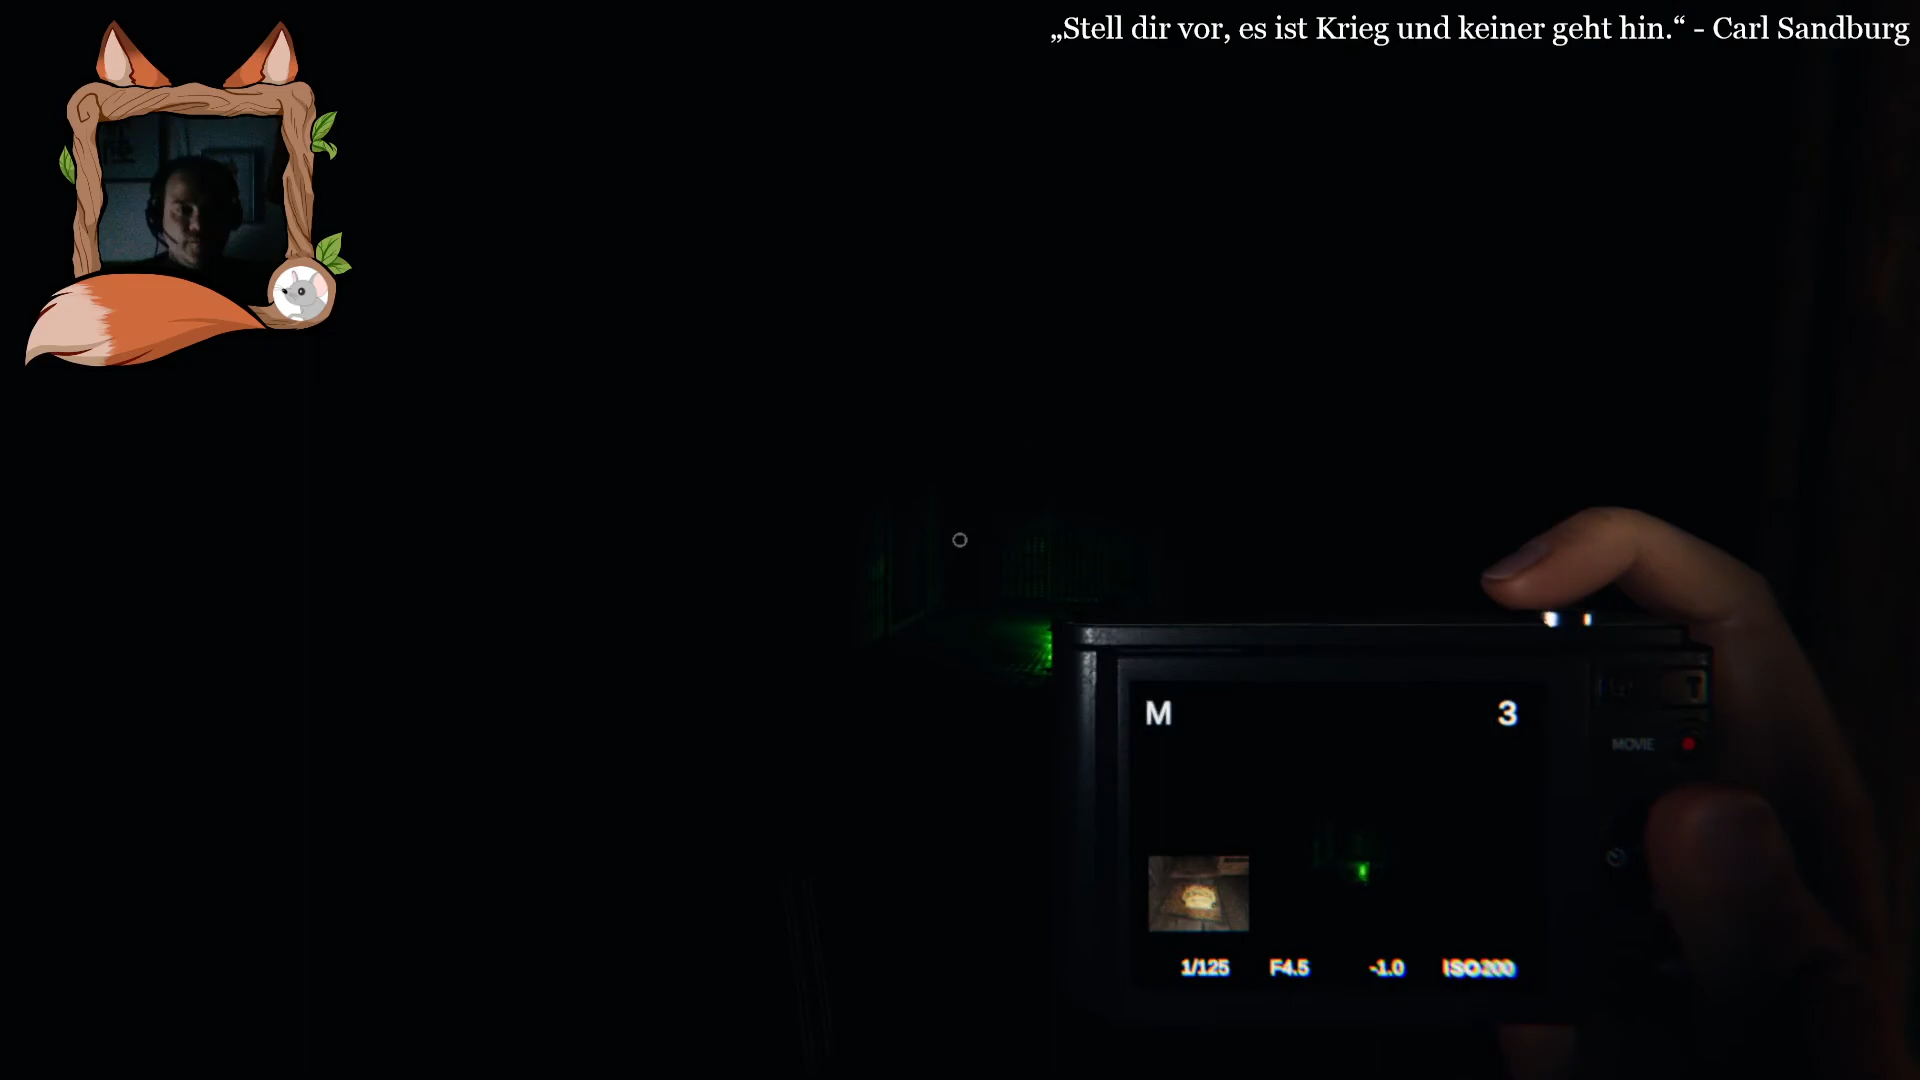 „Stell dir vor, es ist Krieg und keiner geht hin.“ - Carl Sandburg
M 3
T
MOVIE
1/125 F4.5 -1.0 ISO200